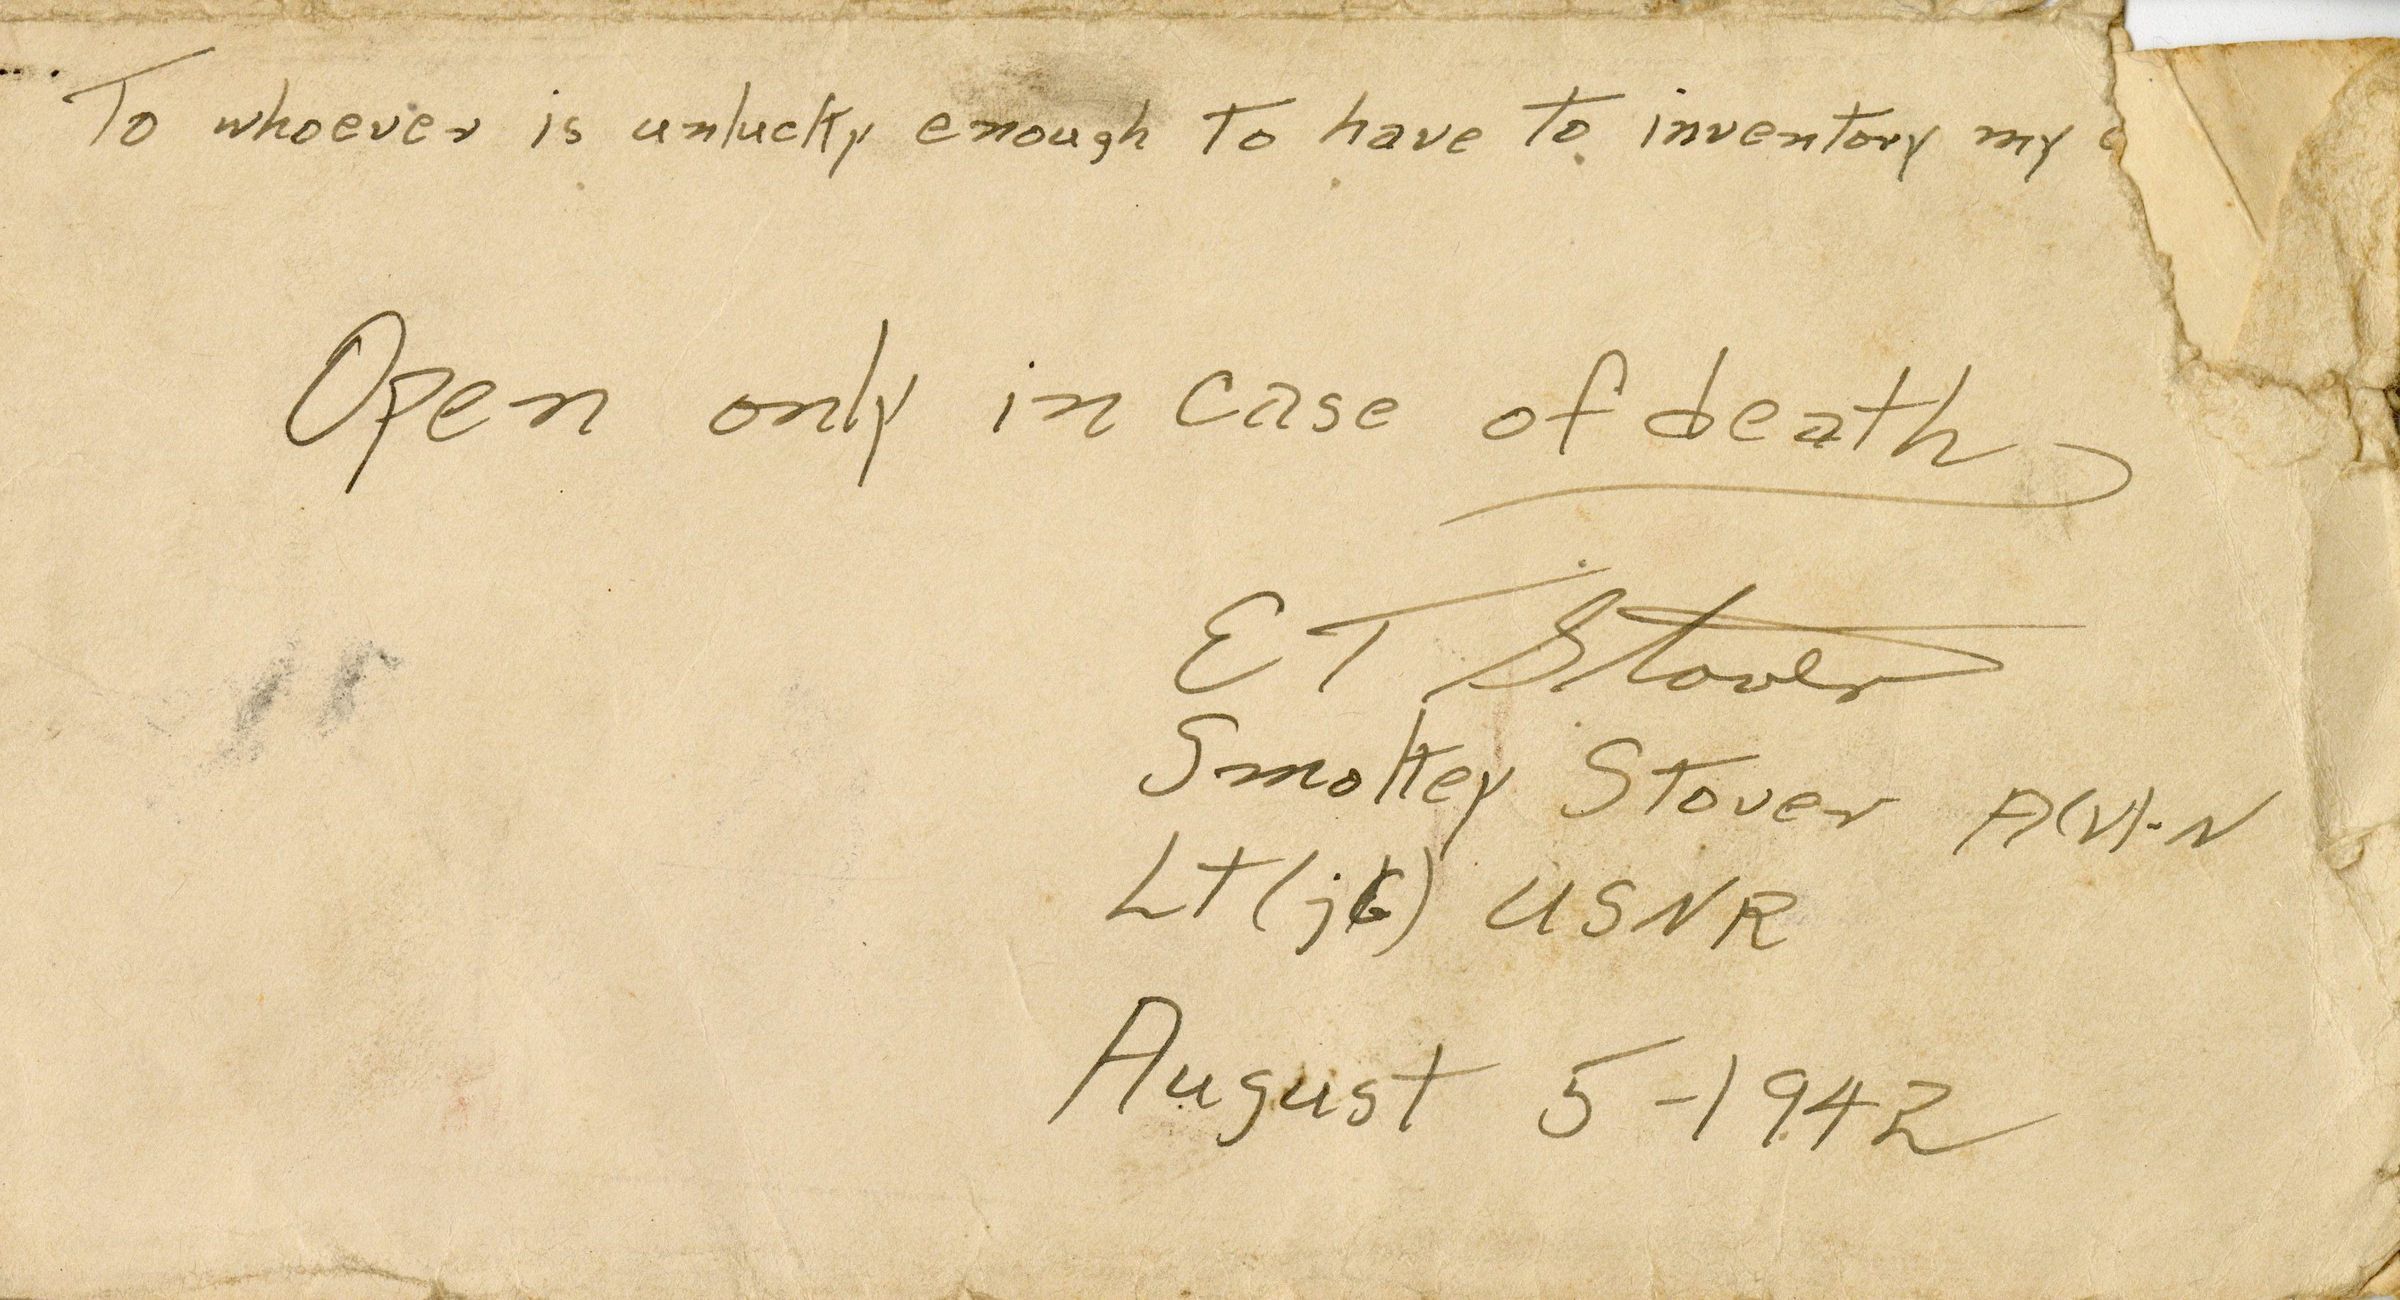 To whoever is unlucky enough to have to inventory my
Open only in case of death
E T Stover
Smokey Stover A(V)-N
Lt (jG) USNR
August 5-1942